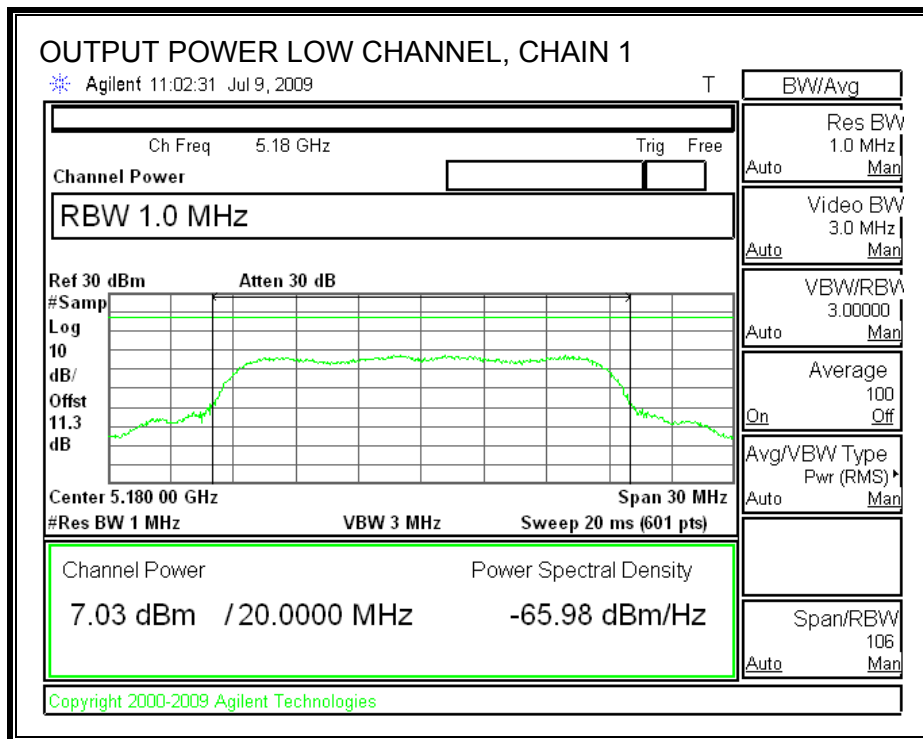 OUTPUT POWER LOW CHANNEL, CHAIN 1
Agilent 11:02:31 Jul 9, 2009 T
Ch Freq 5.18 GHz Trig Free
Channel Power
RBW 1.0 MHz
Ref 30 dBm Atten 30 dB
#Samp
Log
10
dB/
Offst
11.3
dB
Center 5.180 00 GHz Span 30 MHz
#Res BW 1 MHz VBW 3 MHz Sweep 20 ms (601 pts)
Channel Power Power Spectral Density
7.03 dBm / 20.0000 MHz -65.98 dBm/Hz
Copyright 2000-2009 Agilent Technologies
BW/Avg
Res BW
1.0 MHz
Auto Man
Video BW
3.0 MHz
Auto Man
VBW/RBW
3.00000
Auto Man
Average
100
On Off
Avg/VBW Type
Pwr (RMS)
Auto Man
Span/RBW
106
Auto Man